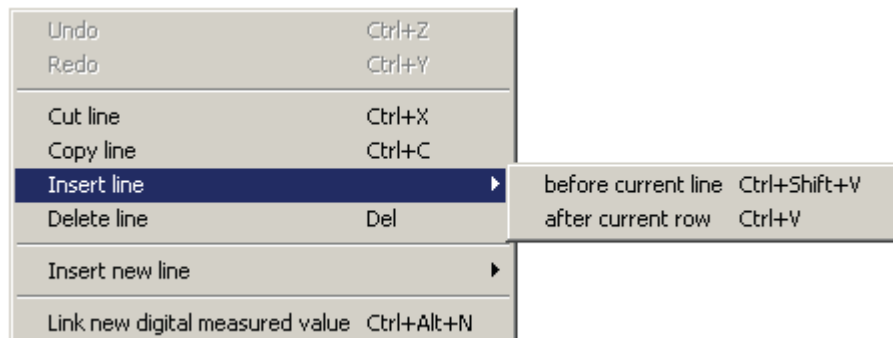 Undo Ctrl+Z
Redo Ctrl+Y
Cut line Ctrl+X
Copy line Ctrl+C
Insert line
before current line Ctrl+Shift+V
Delete line Del
after current row Ctrl+V
Insert new line
Link new digital measured value Ctrl+Alt+N